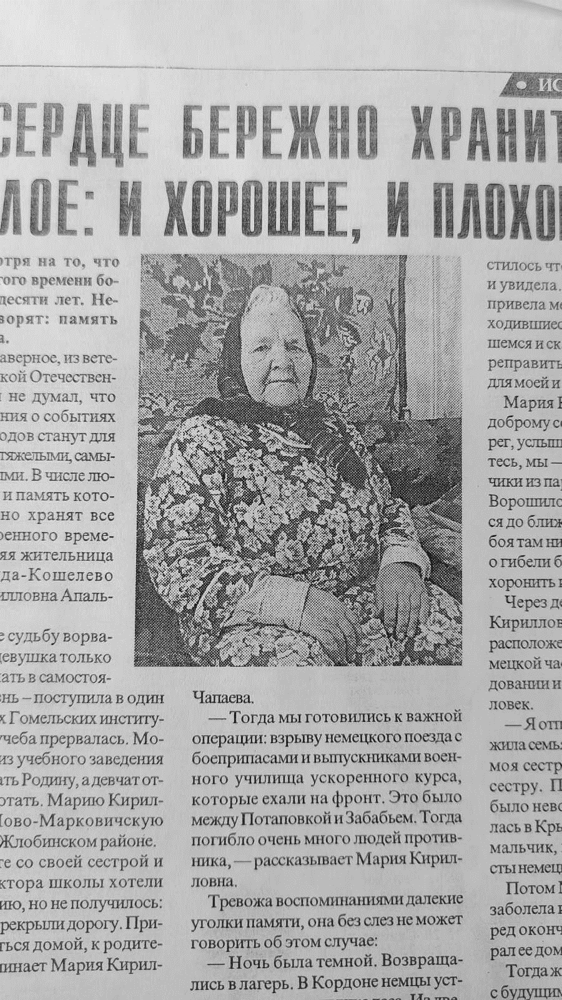 ИС
СЕРДЦЕ БЕРЕЖНО ХРАНИТ
ЛОЕ: И ХОРОШЕЕ, И ПЛОХО
отря на то, что
того времени бо-
десяти лет. Не-
ворят: память
а.
аверное, из вете-
кой Отечествен-
не думал, что
ния о событиях
одов станут для
тяжелыми, самы-
ыми. В числе лю-
и память кото-
но хранят все
оенного време-
яя жительница
уда-Кошелево
илловна Апаль-
е судьбу ворва-
девушка только
ать в самостоя-
знь – поступила в один
х Гомельских институ-
учеба прервалась. Мо-
из учебного заведения
ать Родину, а девчат от-
отать. Марию Кирил-
Ново-Марковичскую
Жлобинском районе.
те со своей сестрой и
ктора школы хотели
ию, но не получилось:
рекрыли дорогу. При-
ться домой, к родите-
инает Мария Кирил-
Чапаева.
— Тогда мы готовились к важной
операции: взрыву немецкого поезда с
боеприпасами и выпускниками воен-
ного училища ускоренного курса,
которые ехали на фронт. Это было
между Потаповкой и Забабьем. Тогда
погибло очень много людей против-
ника, — рассказывает Мария Кирил-
ловна.
Тревожа воспоминаниями далекие
уголки памяти, она без слез не может
говорить об этом случае:
— Ночь была темной. Возвраща-
лись в лагерь. В Кордоне немцы уст-
стилось что
и увидела.
привела ме
ходившиес
шемся и ск
реправить
для моей и
Мария К
доброму со
рег, услыш
тесь, мы —
чики из пар
Ворошило
ся до ближ
боя там ни
о гибели б
хоронить и
Через де
Кириллов
расположе
мецкой час
довании и
ловек.
— Я отп
жила семья
моя сестр
сестру. П
было нево
лась в Кры
мальчик,
сты немец
Потом М
заболела и
ред оконч
рал ее дом
Тогда ж
с будущим